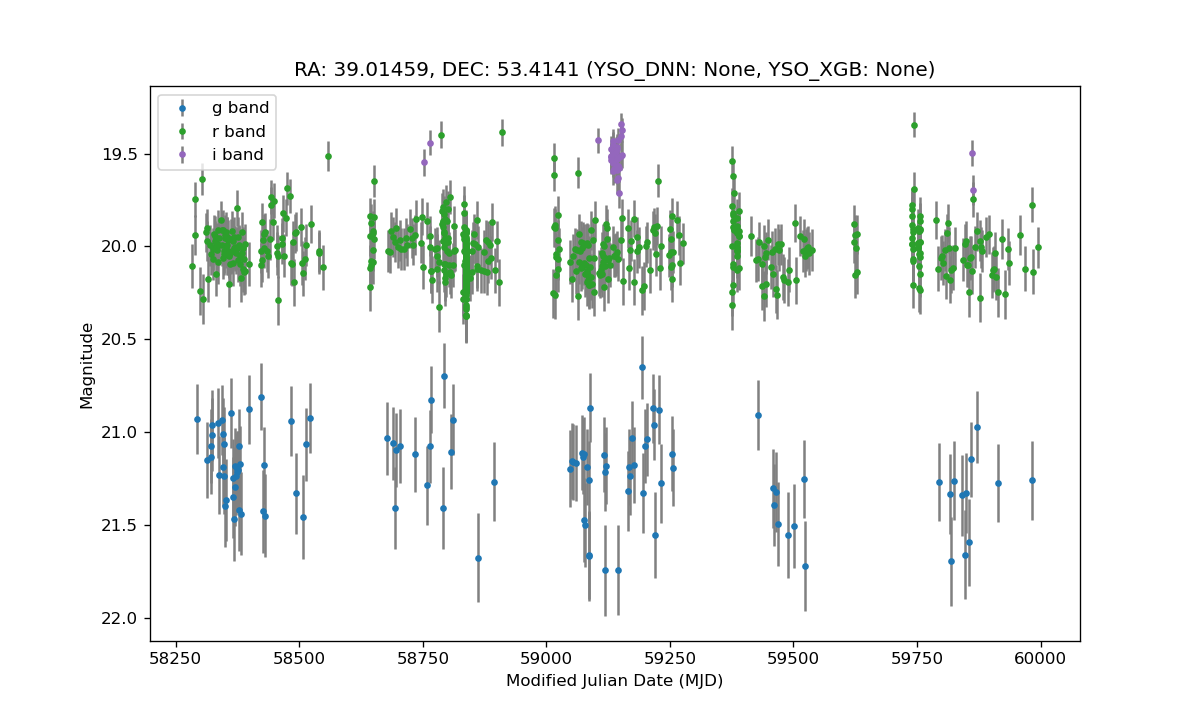 RA: 39.01459, DEC: 53.4141 (YSO_DNN: None, YSO_XGB: None)
g band
r band
i band
19.5
20.0
20.5
21.0
21.5
22.0
Magnitude
58250 58500 58750 59000 59250 59500 59750 60000
Modified Julian Date (MJD)